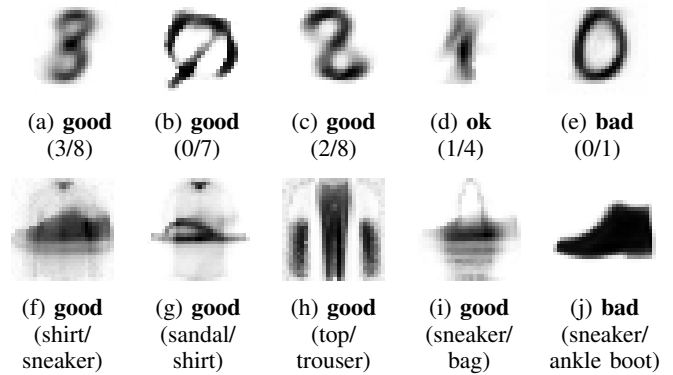 (a) good (b) good (c) good (d) ok (e) bad
(3/8) (0/7) (2/8) (1/4) (0/1)
(f) good (g) good (h) good (i) good (j) bad
(shirt/ (sandal/ (top/ (sneaker/ (sneaker/
sneaker) shirt) trouser) bag) ankle boot)